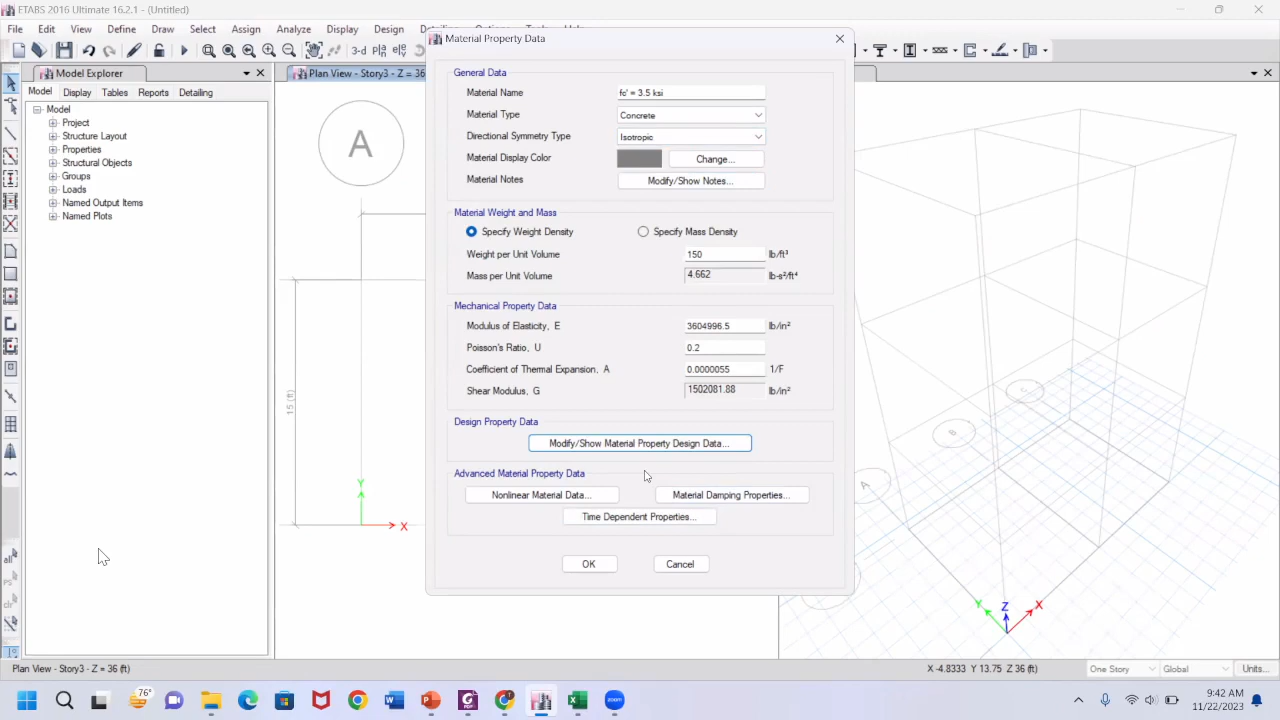 ETABS 2016 Ultimate 16.2.1 - (Untitled)
File Edit View Define Draw Select Assign Analyze Display Design
3-d
Model Explorer
Model Display Tables Reports Detailing
Model
Project
Structure Layout
Properties
Structural Objects
Groups
Loads
Named Output Items
Named Plots
all
clr
Plan View - Story3 - Z = 36
A
15 (ft)
Y
X
Material Property Data
General Data
Material Name fc' = 3.5 ksi
Material Type Concrete
Directional Symmetry Type Isotropic
Material Display Color Change...
Material Notes Modify/Show Notes...
Material Weight and Mass
Specify Weight Density Specify Mass Density
Weight per Unit Volume 150 lb/ft³
Mass per Unit Volume 4.662 lb-s²/ft⁴
Mechanical Property Data
Modulus of Elasticity, E 3604996.5 lb/in²
Poisson's Ratio, U 0.2
Coefficient of Thermal Expansion, A 0.0000055 1/F
Shear Modulus, G 1502081.88 lb/in²
Design Property Data
Modify/Show Material Property Design Data...
Advanced Material Property Data
Nonlinear Material Data... Material Damping Properties...
Time Dependent Properties...
OK Cancel
C
B
A
Y Z X
Plan View - Story3 - Z = 36 (ft) X -4.8333 Y 13.75 Z 36 (ft) One Story Global Units...
76°
zoom
9:42 AM
11/22/2023